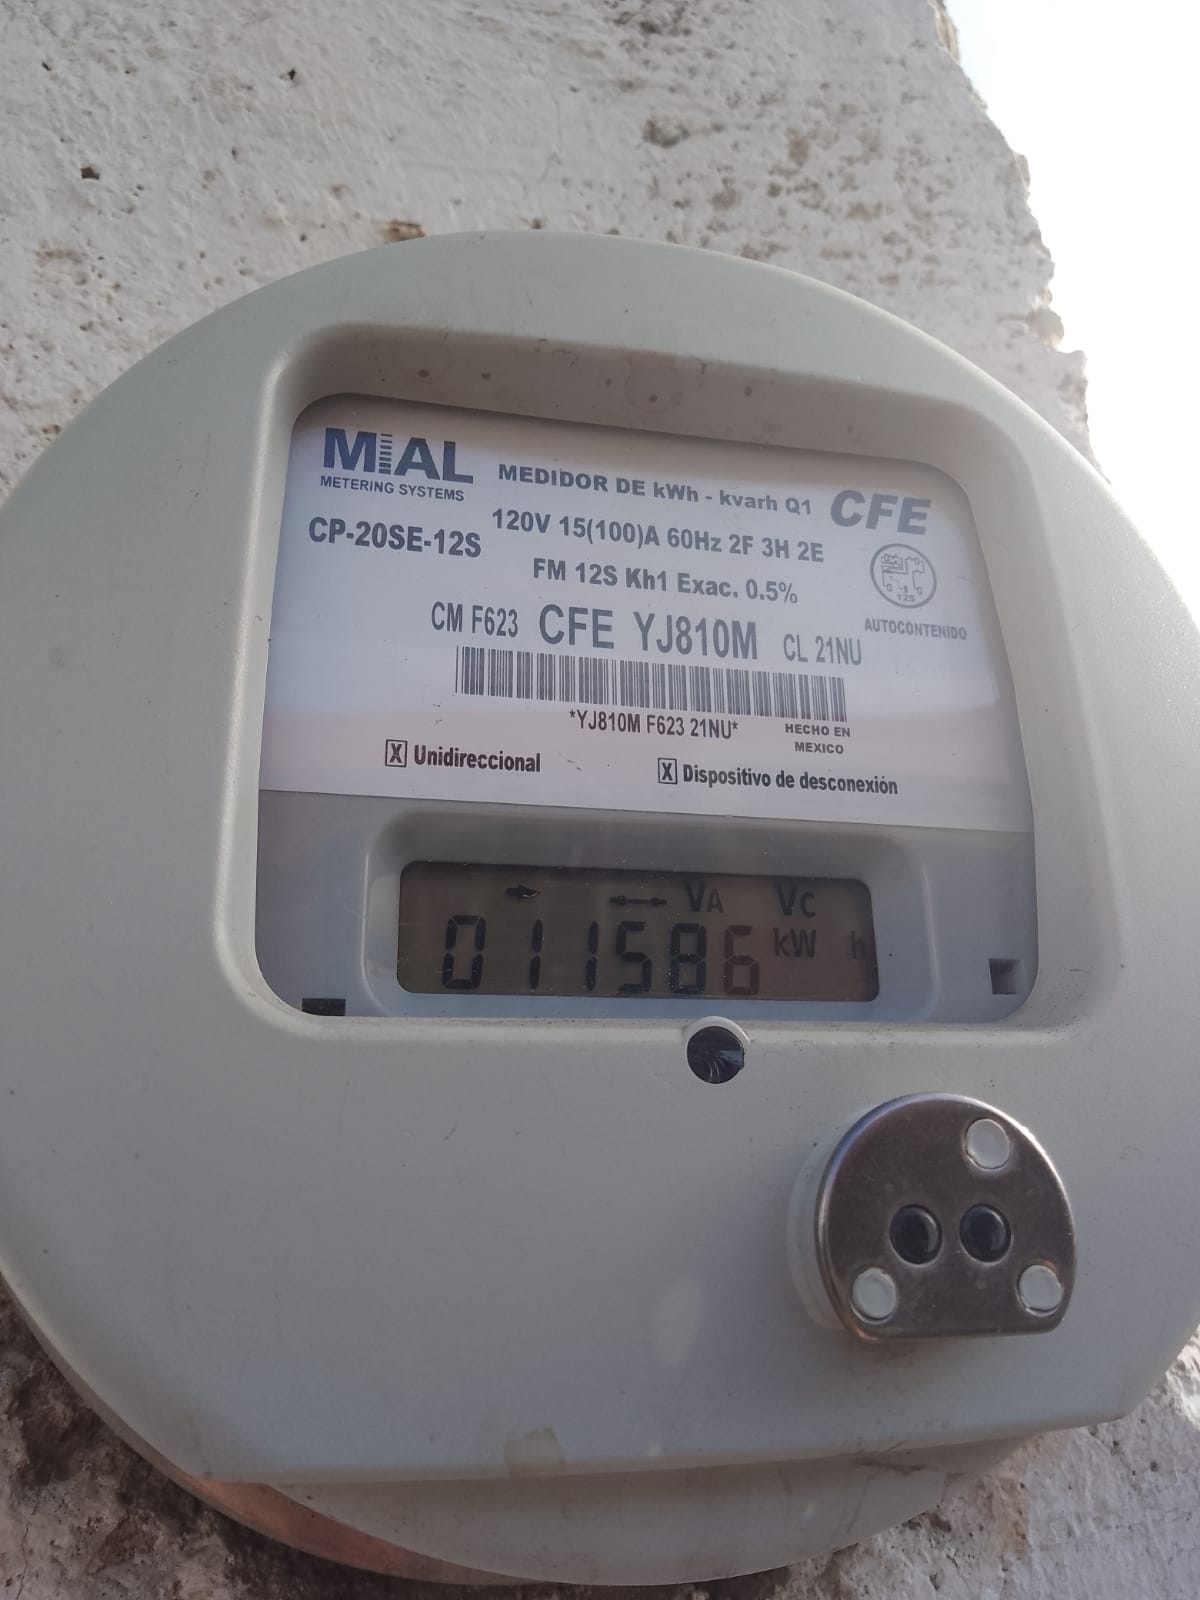 MIAL
METERING SYSTEMS
MEDIDOR DE kWh - kvarh Q1
CFE
CP-20SE-12S
120V 15(100)A 60Hz 2F 3H 2E
FM 12S Kh1 Exac. 0.5%
12S
AUTOCONTENIDO
CM F623 CFE YJ810M CL 21NU
*YJ810M F623 21NU*
HECHO EN
MEXICO
X Unidireccional
X Dispositivo de desconexión
VA VC
011586 kW h